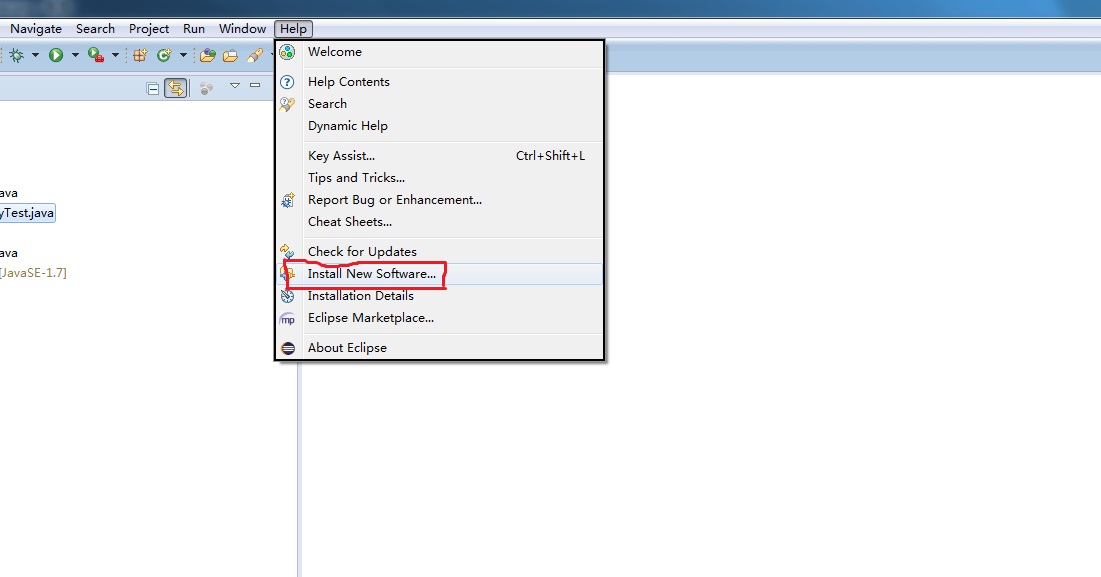 Navigate Search Project Run Window Help
Welcome
Help Contents
Search
Dynamic Help
Key Assist... Ctrl+Shift+L
Tips and Tricks...
Report Bug or Enhancement...
Cheat Sheets...
Check for Updates
Install New Software...
Installation Details
mp Eclipse Marketplace...
About Eclipse
ava
yTest.java
ava
[JavaSE-1.7]